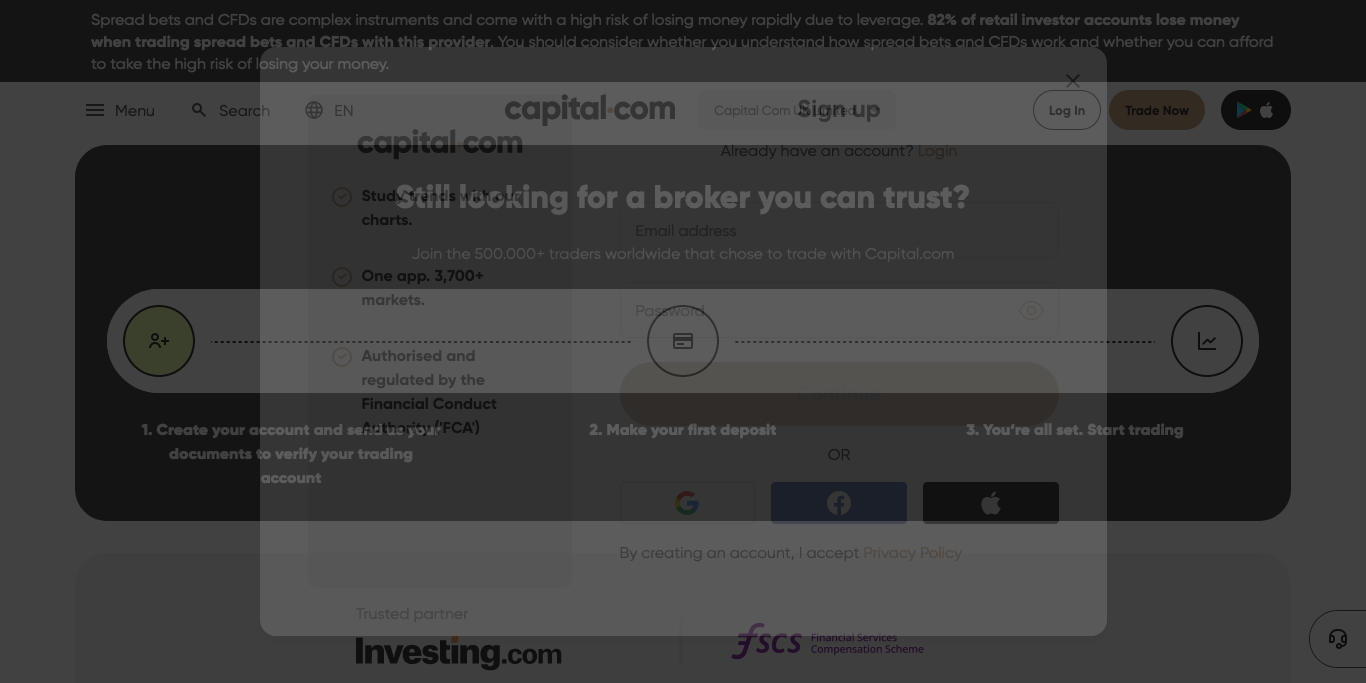 Spread bets and CFDs are complex instruments and come with a high risk of losing money rapidly due to leverage. 82% of retail investor accounts lose money
when trading spread bets and CFDs with this provider. You should consider whether you understand how spread bets and CFDs work and whether you can afford
to take the high risk of losing your money.
Menu
Search
EN
capital.com
Capital Com UK Limited
Log In
Trade Now
Sign up
capital.com
Already have an account? Login
Still looking for a broker you can trust?
Join the 500.000+ traders worldwide that chose to trade with Capital.com
Study trends with our
charts.
One app. 3,700+
markets.
Authorised and
regulated by the
Financial Conduct
Authority ('FCA')
Email address
Password
Continue
OR
By creating an account, I accept Privacy Policy
1. Create your account and send us your
documents to verify your trading
account
2. Make your first deposit
3. You're all set. Start trading
Trusted partner
Investing.com
fscs
Financial Services
Compensation Scheme